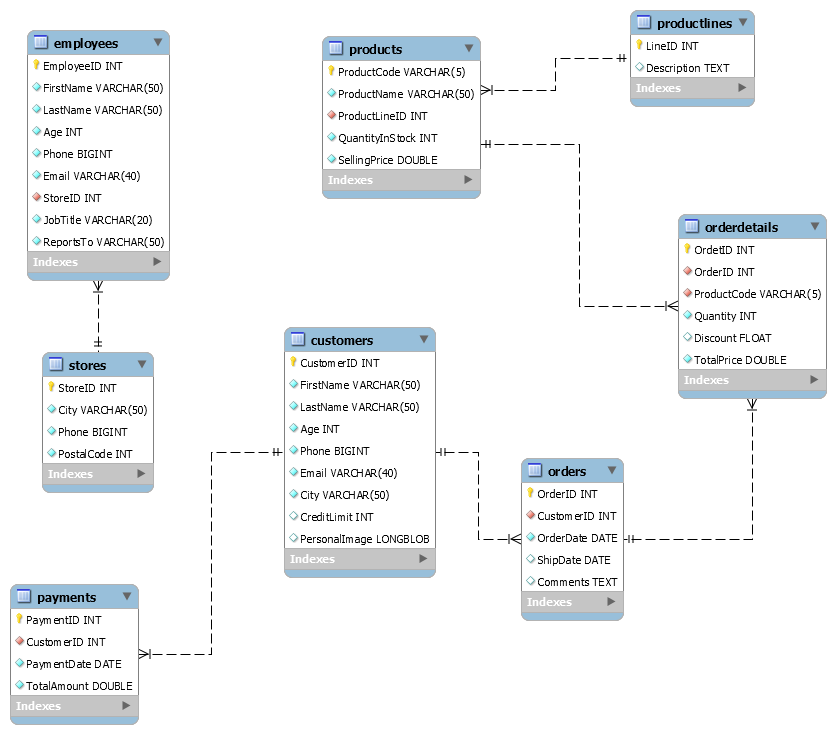 employees
EmployeeID INT
FirstName VARCHAR(50)
LastName VARCHAR(50)
Age INT
Phone BIGINT
Email VARCHAR(40)
StoreID INT
JobTitle VARCHAR(20)
ReportsTo VARCHAR(50)
Indexes
products
ProductCode VARCHAR(5)
ProductName VARCHAR(50)
ProductLineID INT
QuantityInStock INT
SellingPrice DOUBLE
Indexes
productlines
LineID INT
Description TEXT
Indexes
orderdetails
OrdetID INT
OrderID INT
ProductCode VARCHAR(5)
Quantity INT
Discount FLOAT
TotalPrice DOUBLE
Indexes
stores
StoreID INT
City VARCHAR(50)
Phone BIGINT
PostalCode INT
Indexes
customers
CustomerID INT
FirstName VARCHAR(50)
LastName VARCHAR(50)
Age INT
Phone BIGINT
Email VARCHAR(40)
City VARCHAR(50)
CreditLimit INT
PersonalImage LONGBLOB
Indexes
orders
OrderID INT
CustomerID INT
OrderDate DATE
ShipDate DATE
Comments TEXT
Indexes
payments
PaymentID INT
CustomerID INT
PaymentDate DATE
TotalAmount DOUBLE
Indexes